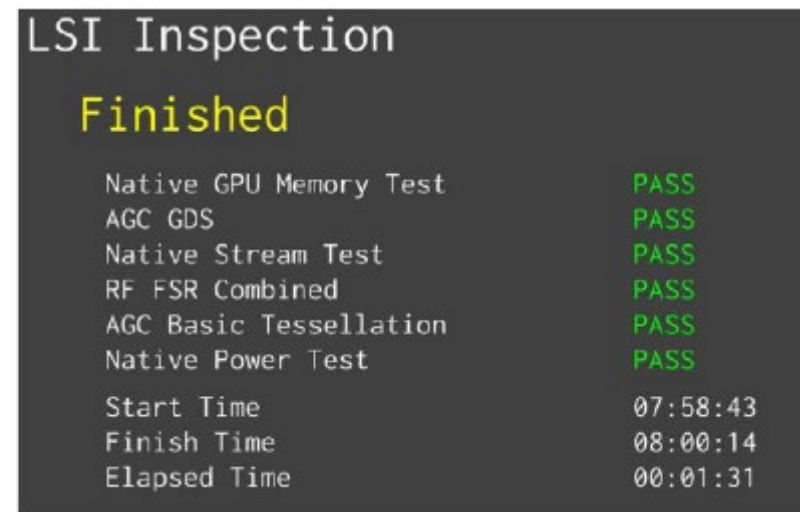 LSI Inspection
Finished
Native GPU Memory Test PASS
AGC GDS PASS
Native Stream Test PASS
RF FSR Combined PASS
AGC Basic Tessellation PASS
Native Power Test PASS
Start Time 07:58:43
Finish Time 08:00:14
Elapsed Time 00:01:31